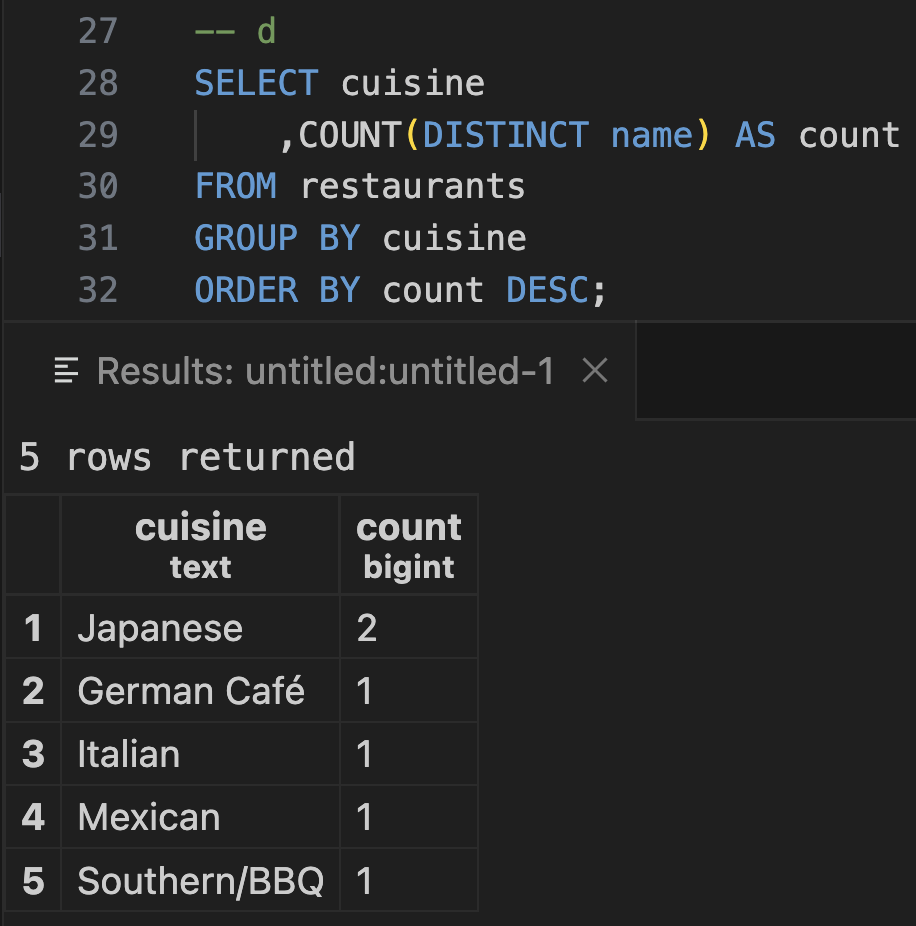 27 -- d
28 SELECT cuisine
29 ,COUNT(DISTINCT name) AS count
30 FROM restaurants
31 GROUP BY cuisine
32 ORDER BY count DESC;
Results: untitled:untitled-1
5 rows returned
cuisine count
text bigint
1 Japanese 2
2 German Café 1
3 Italian 1
4 Mexican 1
5 Southern/BBQ 1